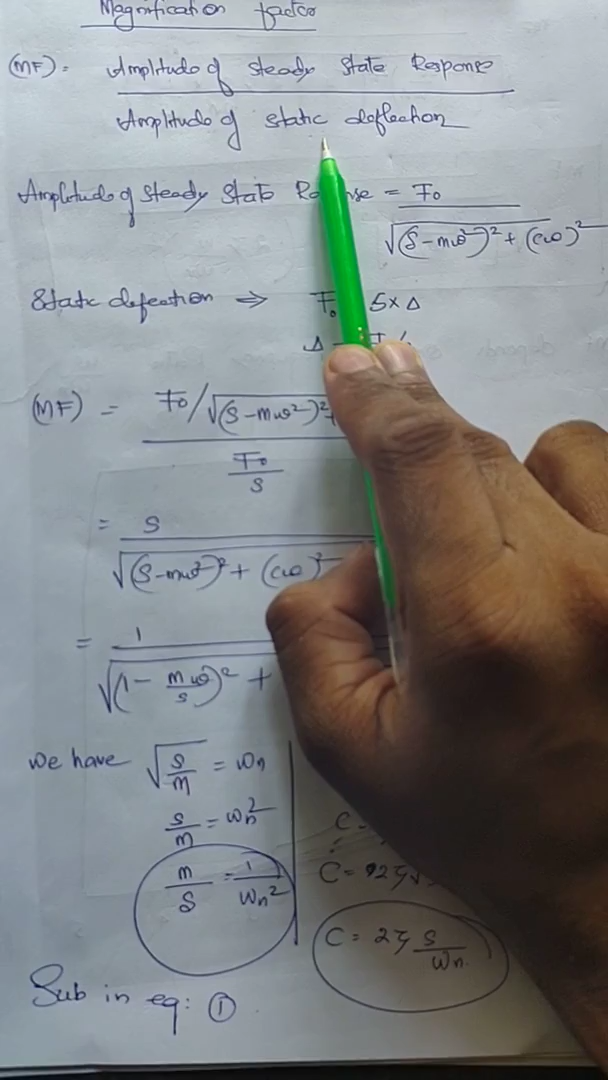 Magnification factor
(MF) = Amplitude of steady state Response
Amplitude of static deflection
Amplitude of steady state = F₀
√(S-mω²)² + (cω)²
Static defection ⇒ F₀ S×Δ
Δ
(MF) = F₀/√(S-mω²)²
F₀
S
= S
√(S-mω²)² + (cω)²
= 1
√(1 - mω²)² +
S
we have √S/m = ωn
S/m = ωn²
m/S = 1/ωn²
C
C = 2ζ
C = 2ζ S/ωn
Sub in eq: ①